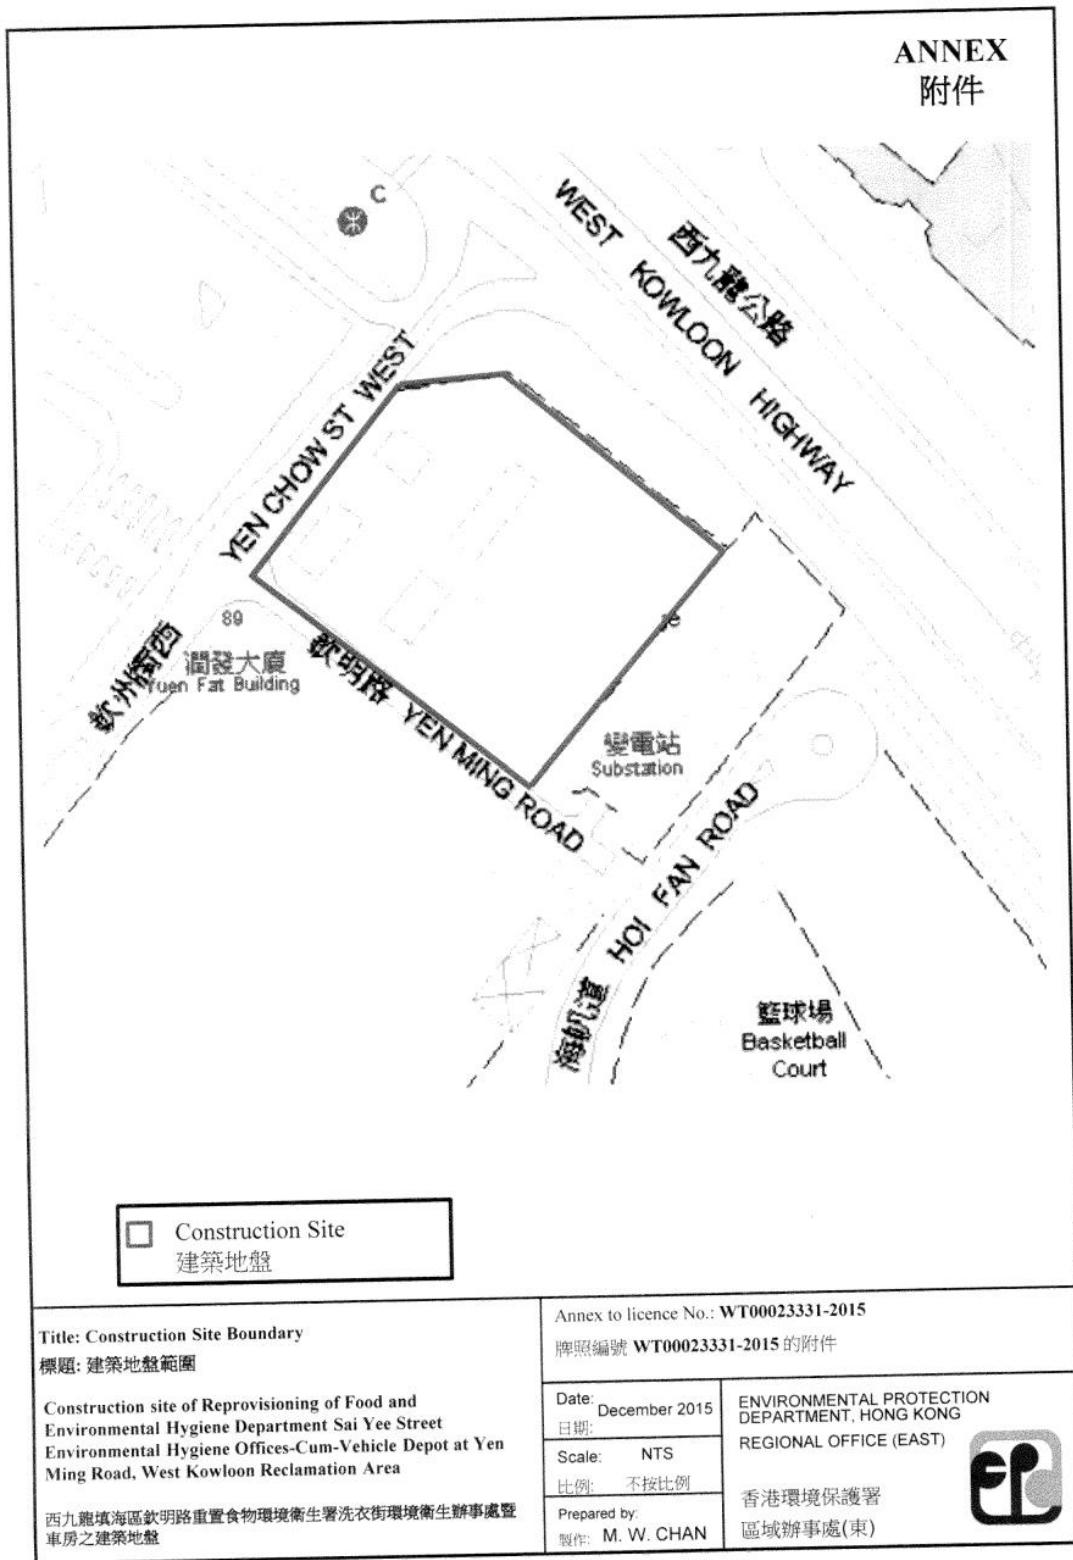 ANNEX
附件
C
WEST KOWLOON HIGHWAY
西九龍公路
YEN CHOW ST WEST
欽州街西
89
潤發大廈
Yuen Fat Building
欽明路 YEN MING ROAD
變電站
Substation
海帆道 HOI FAN ROAD
籃球場
Basketball
Court
Construction Site
建築地盤
Title: Construction Site Boundary
標題: 建築地盤範圍
Construction site of Reprovisioning of Food and
Environmental Hygiene Department Sai Yee Street
Environmental Hygiene Offices-Cum-Vehicle Depot at Yen
Ming Road, West Kowloon Reclamation Area
西九龍填海區欽明路重置食物環境衛生署洗衣街環境衛生辦事處暨
車房之建築地盤
Annex to licence No.: WT00023331-2015
牌照編號 WT00023331-2015 的附件
Date: December 2015
日期:
Scale: NTS
比例: 不按比例
Prepared by:
製作: M. W. CHAN
ENVIRONMENTAL PROTECTION
DEPARTMENT, HONG KONG
REGIONAL OFFICE (EAST)
香港環境保護署
區域辦事處(東)